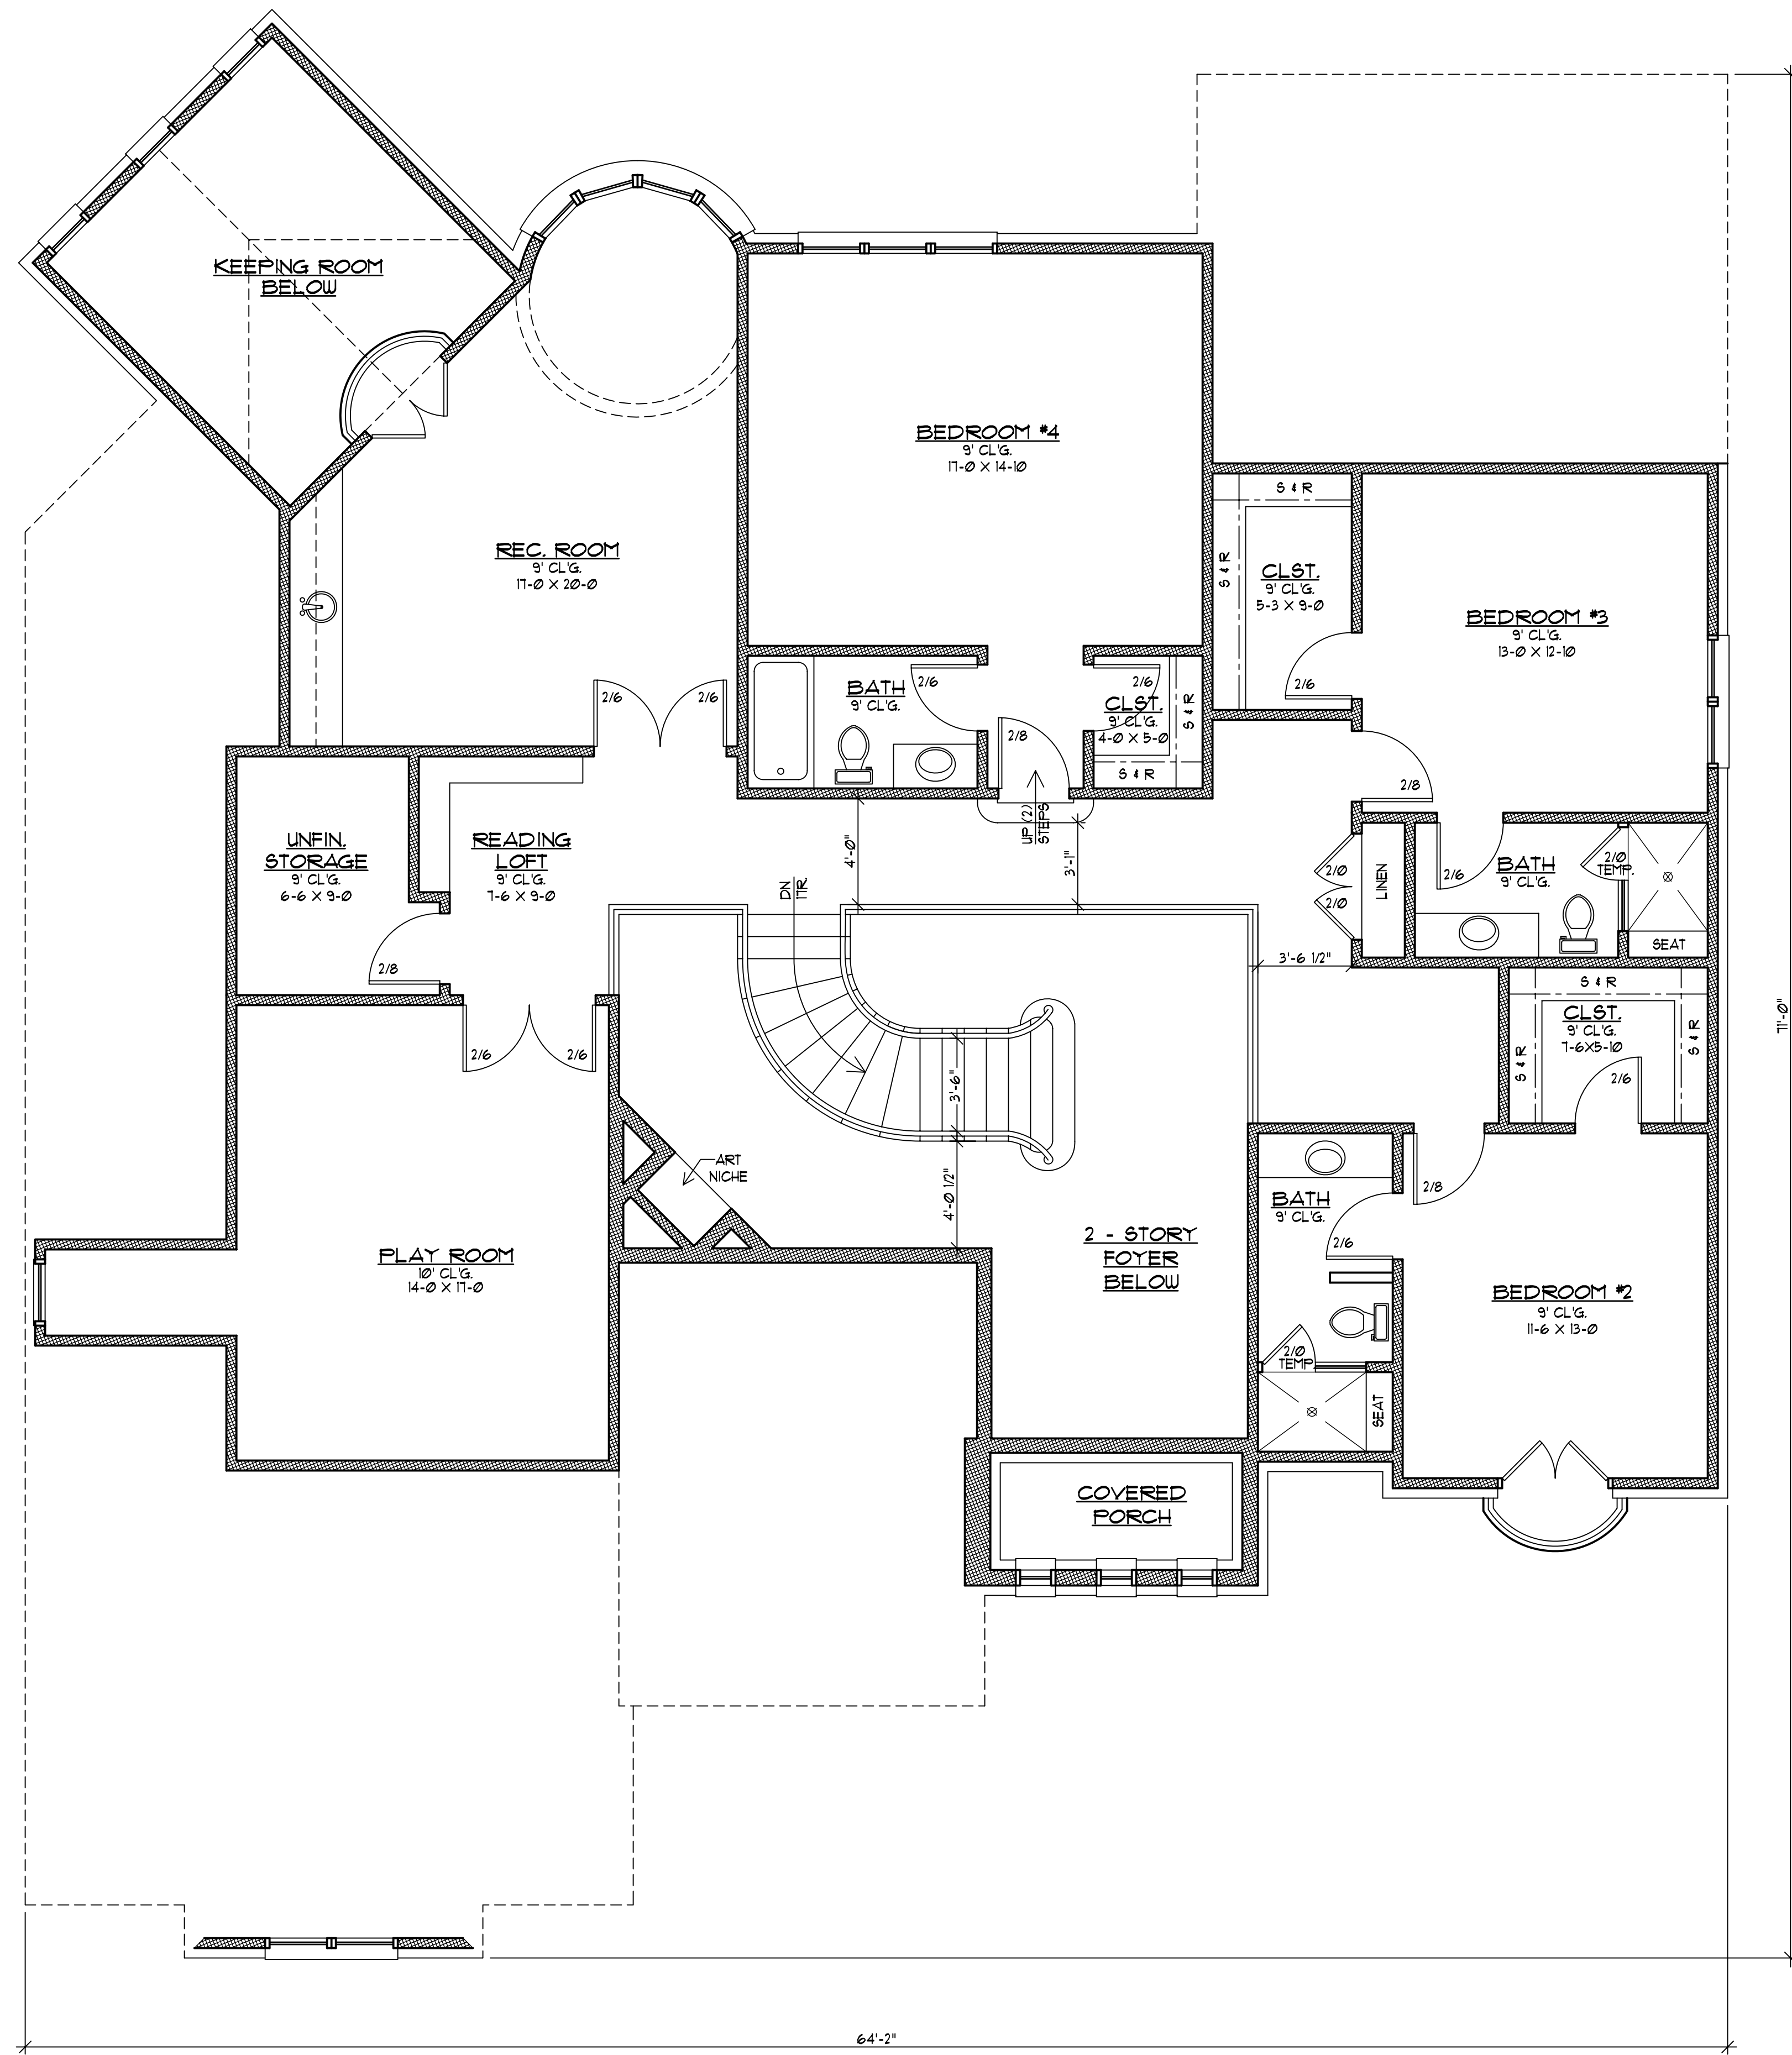 KEEPING ROOM
BELOW
BEDROOM #4
9' CL'G.
17-0 X 14-10
REC. ROOM
9' CL'G.
17-0 X 20-0
S & R
S & R
CLST.
9' CL'G.
5-3 X 9-0
2/6
BEDROOM #3
9' CL'G.
13-0 X 12-10
2/6
2/6
BATH
9' CL'G.
2/6
2/8
2/6
CLST.
9' CL'G.
4-0 X 5-0
S & R
S & R
2/8
UP (2)
STEPS
UNFIN.
STORAGE
9' CL'G.
6-6 X 9-0
READING
LOFT
9' CL'G.
7-6 X 9-0
2/8
4'-0"
3'-1"
DN
17R
2/0
2/0
LINEN
2/6
BATH
9' CL'G.
2/0
TEMP.
SEAT
3'-6 1/2"
S & R
CLST.
9' CL'G.
7-6X5-10
S & R
S & R
2/6
71'-0"
2/6
2/6
3'-6"
4'-0 1/2"
ART
NICHE
2 - STORY
FOYER
BELOW
BATH
9' CL'G.
2/8
2/6
2/0
TEMP.
SEAT
PLAY ROOM
10' CL'G.
14-0 X 17-0
BEDROOM #2
9' CL'G.
11-6 X 13-0
COVERED
PORCH
64'-2"